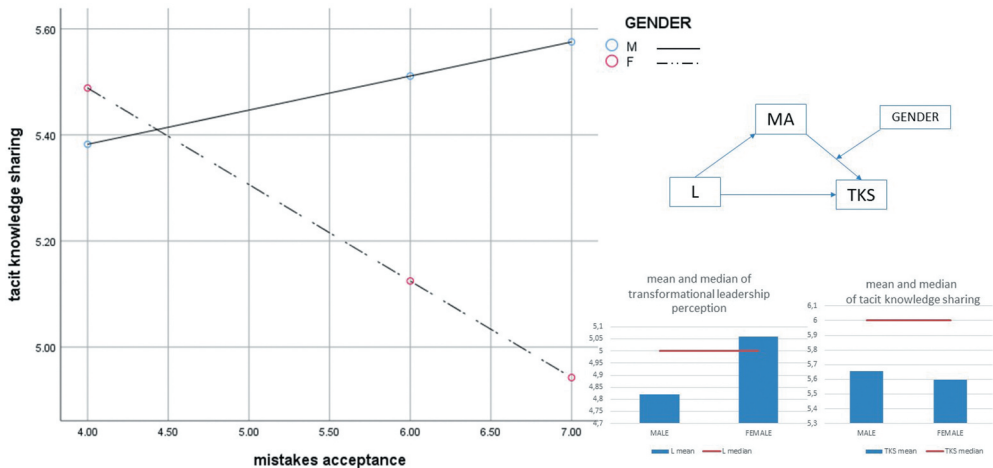 GENDER
M
F
tacit knowledge sharing
5.60
5.40
5.20
5.00
4.00
4.50
5.00
5.50
6.00
6.50
7.00
mistakes acceptance
MA
GENDER
L
TKS
mean and median of
transformational leadership
perception
5,1
5,05
5
4,95
4,9
4,85
4,8
4,75
4,7
MALE
FEMALE
L mean
L median
mean and median
of tacit knowledge sharing
6,1
6
5,9
5,8
5,7
5,6
5,5
5,4
5,3
MALE
FEMALE
TKS mean
TKS median